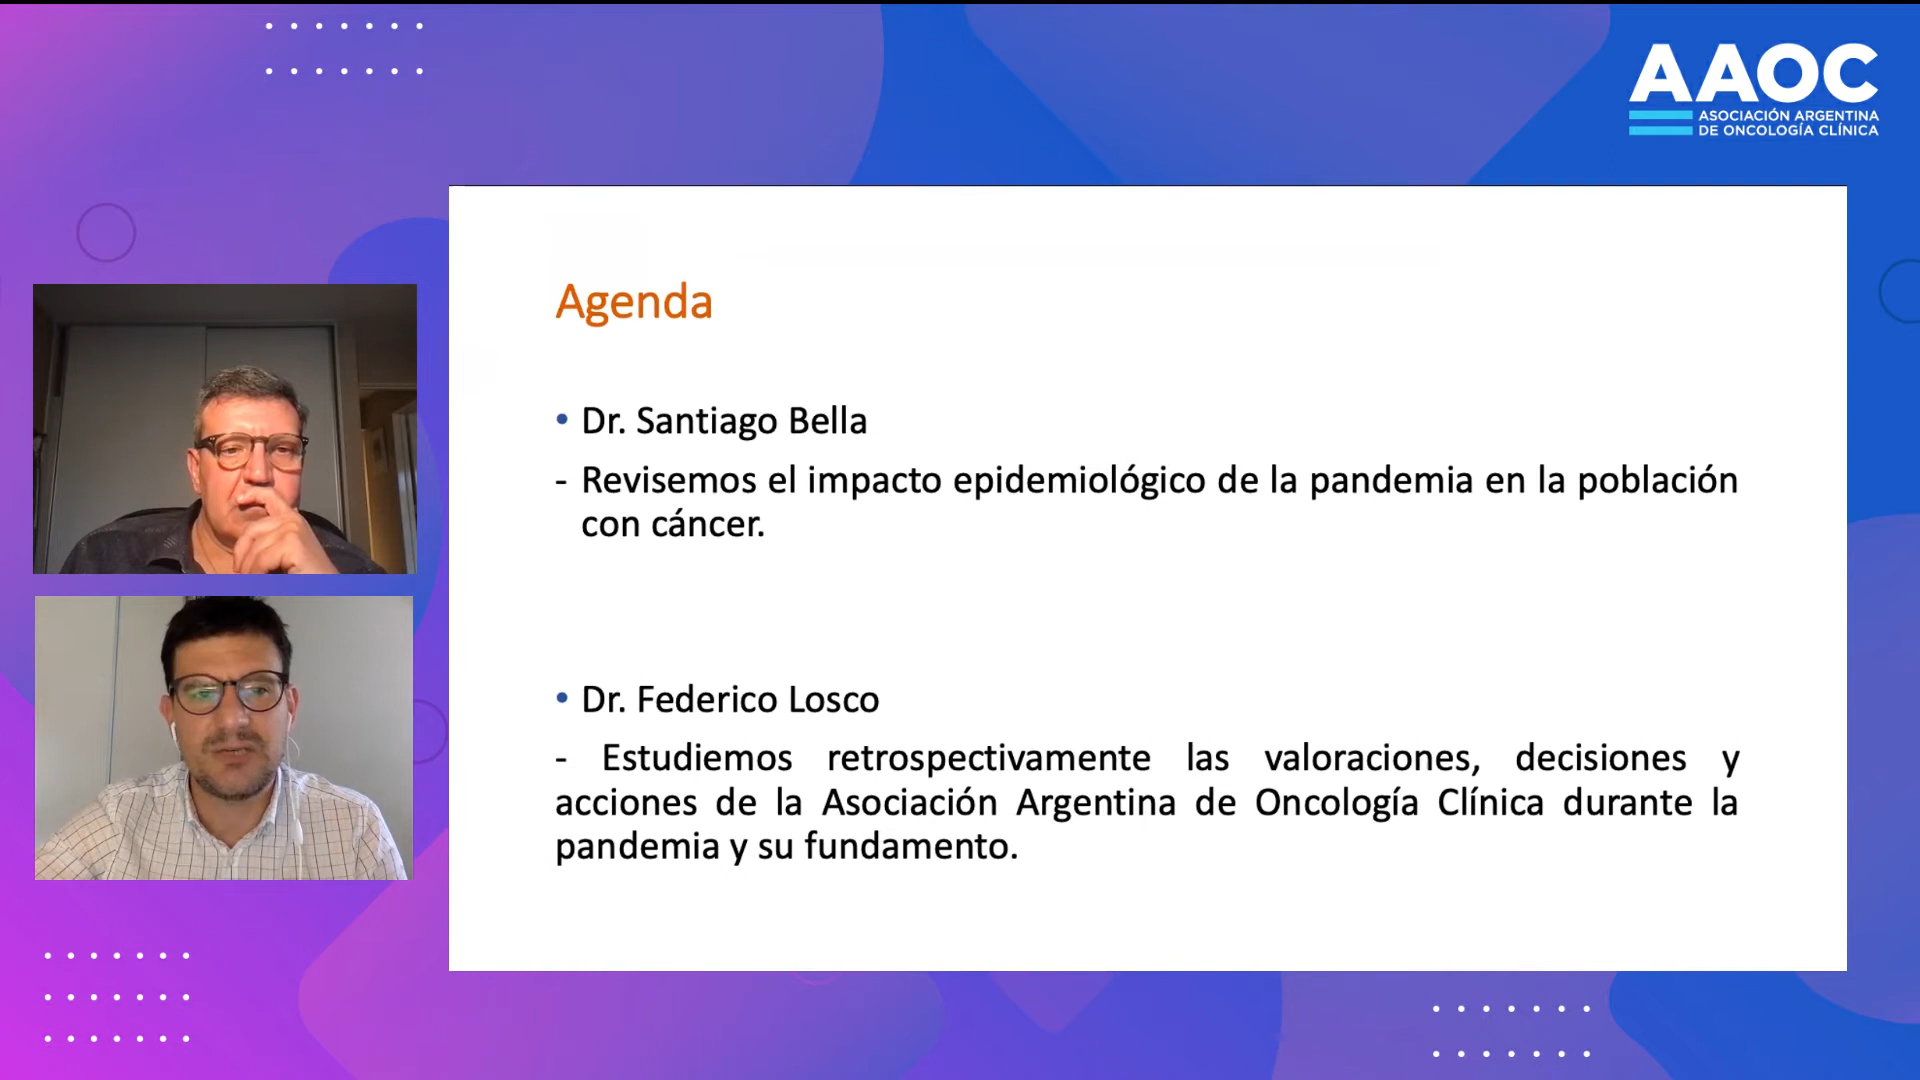 AAOC
ASOCIACIÓN ARGENTINA
DE ONCOLOGÍA CLÍNICA
Agenda
• Dr. Santiago Bella
- Revisemos el impacto epidemiológico de la pandemia en la población
con cáncer.
• Dr. Federico Losco
- Estudiemos retrospectivamente las valoraciones, decisiones y
acciones de la Asociación Argentina de Oncología Clínica durante la
pandemia y su fundamento.